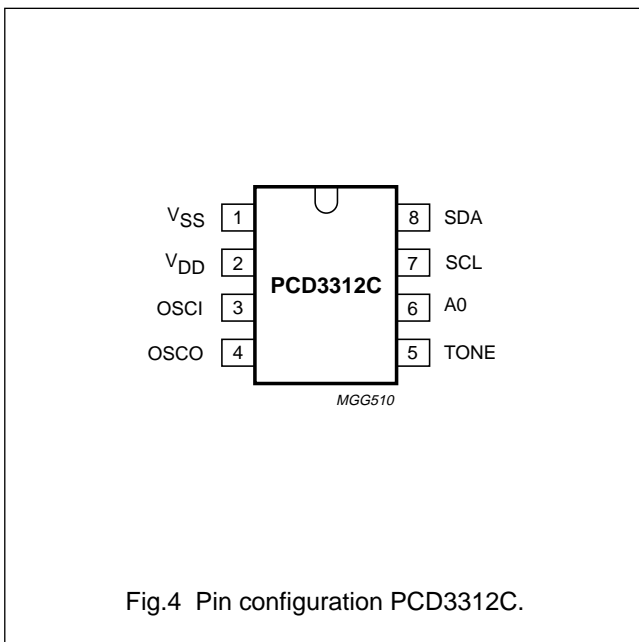 VSS 1 8 SDA
VDD 2 7 SCL
PCD3312C
OSCI 3 6 A0
OSCO 4 5 TONE
MGG510
Fig.4 Pin configuration PCD3312C.